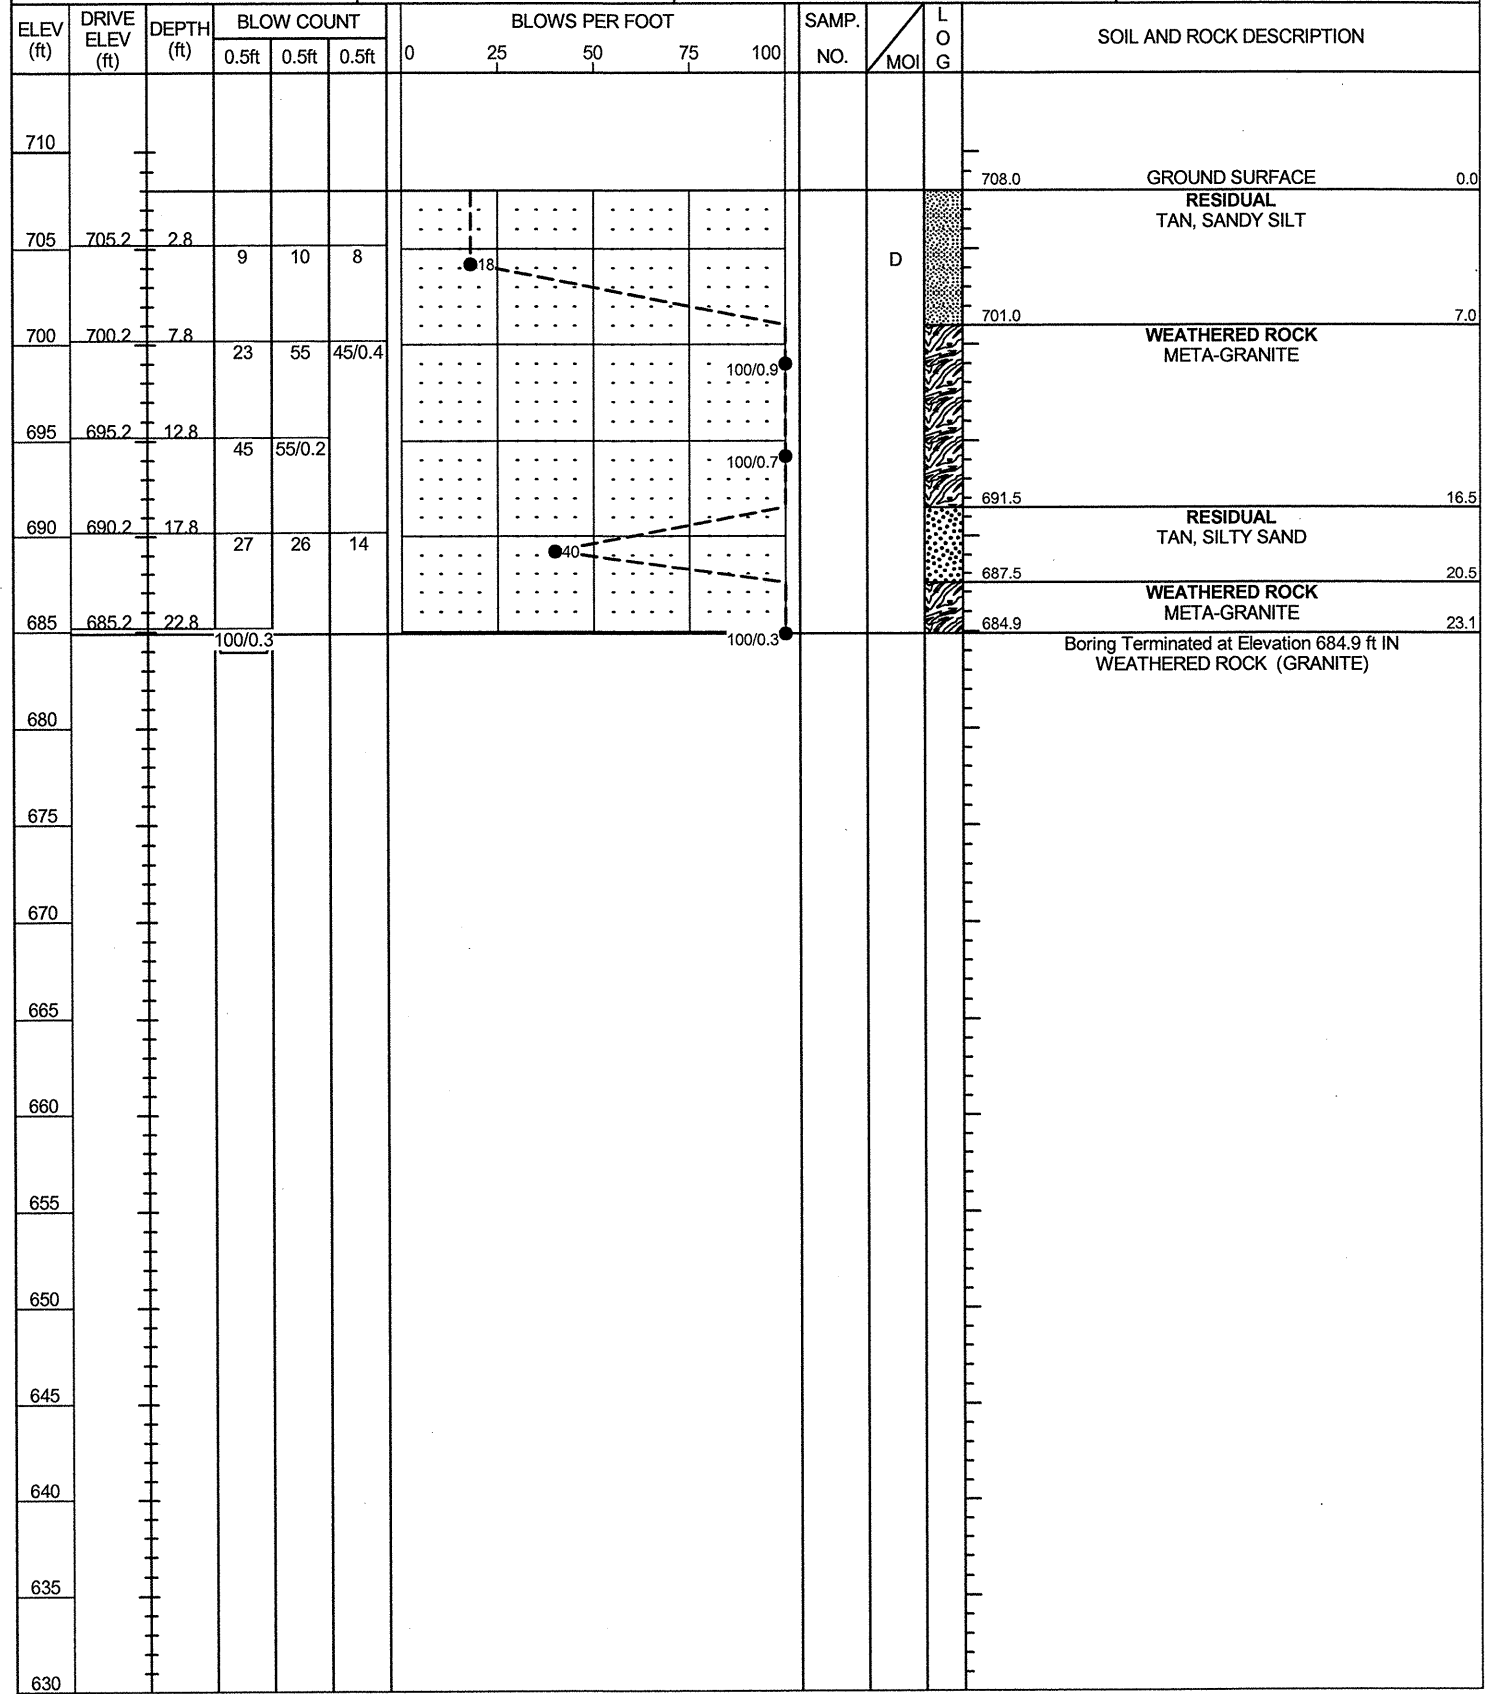 ELEV (ft) DRIVE ELEV (ft) DEPTH (ft) BLOW COUNT BLOWS PER FOOT SAMP. NO. MOI LOG SOIL AND ROCK DESCRIPTION
0.5ft 0.5ft 0.5ft 0 25 50 75 100
710
708.0 GROUND SURFACE 0.0
RESIDUAL
TAN, SANDY SILT
705 705.2 2.8
9 10 8 18 D
701.0 7.0
700 700.2 7.8 WEATHERED ROCK
23 55 45/0.4 META-GRANITE
100/0.9
695 695.2 12.8
45 55/0.2
100/0.7
691.5 16.5
690 690.2 17.8 RESIDUAL
27 26 14 40 TAN, SILTY SAND
687.5 20.5
WEATHERED ROCK
META-GRANITE
685 685.2 22.8 684.9 23.1
100/0.3 100/0.3 Boring Terminated at Elevation 684.9 ft IN
WEATHERED ROCK (GRANITE)
680
675
670
665
660
655
650
645
640
635
630